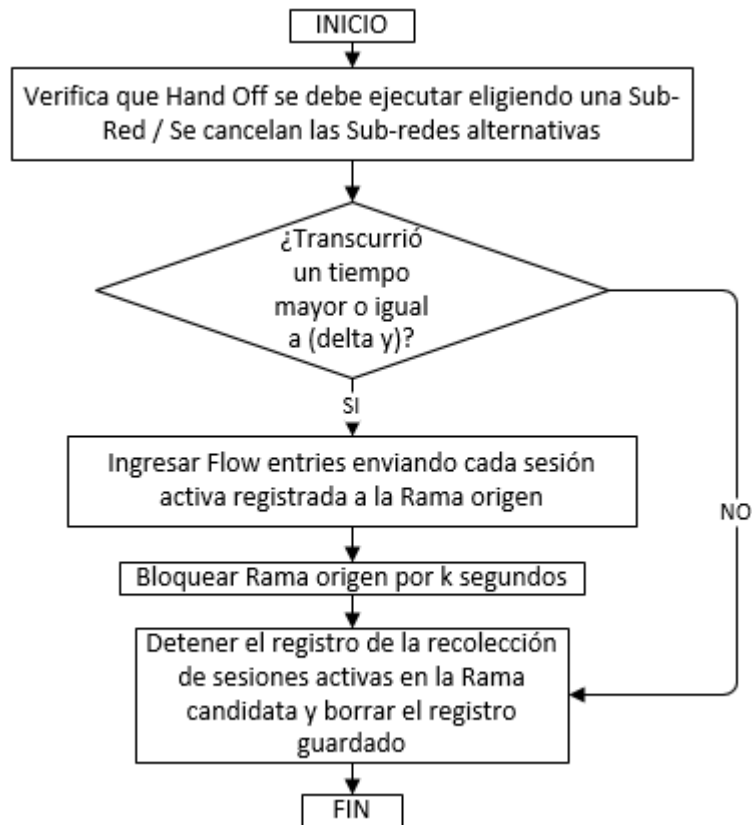 INICIO
Verifica que Hand Off se debe ejecutar eligiendo una Sub-
Red / Se cancelan las Sub-redes alternativas
¿Transcurrió
un tiempo
mayor o igual
a (delta y)?
SI
Ingresar Flow entries enviando cada sesión
activa registrada a la Rama origen
NO
Bloquear Rama origen por k segundos
Detener el registro de la recolección
de sesiones activas en la Rama
candidata y borrar el registro
guardado
FIN